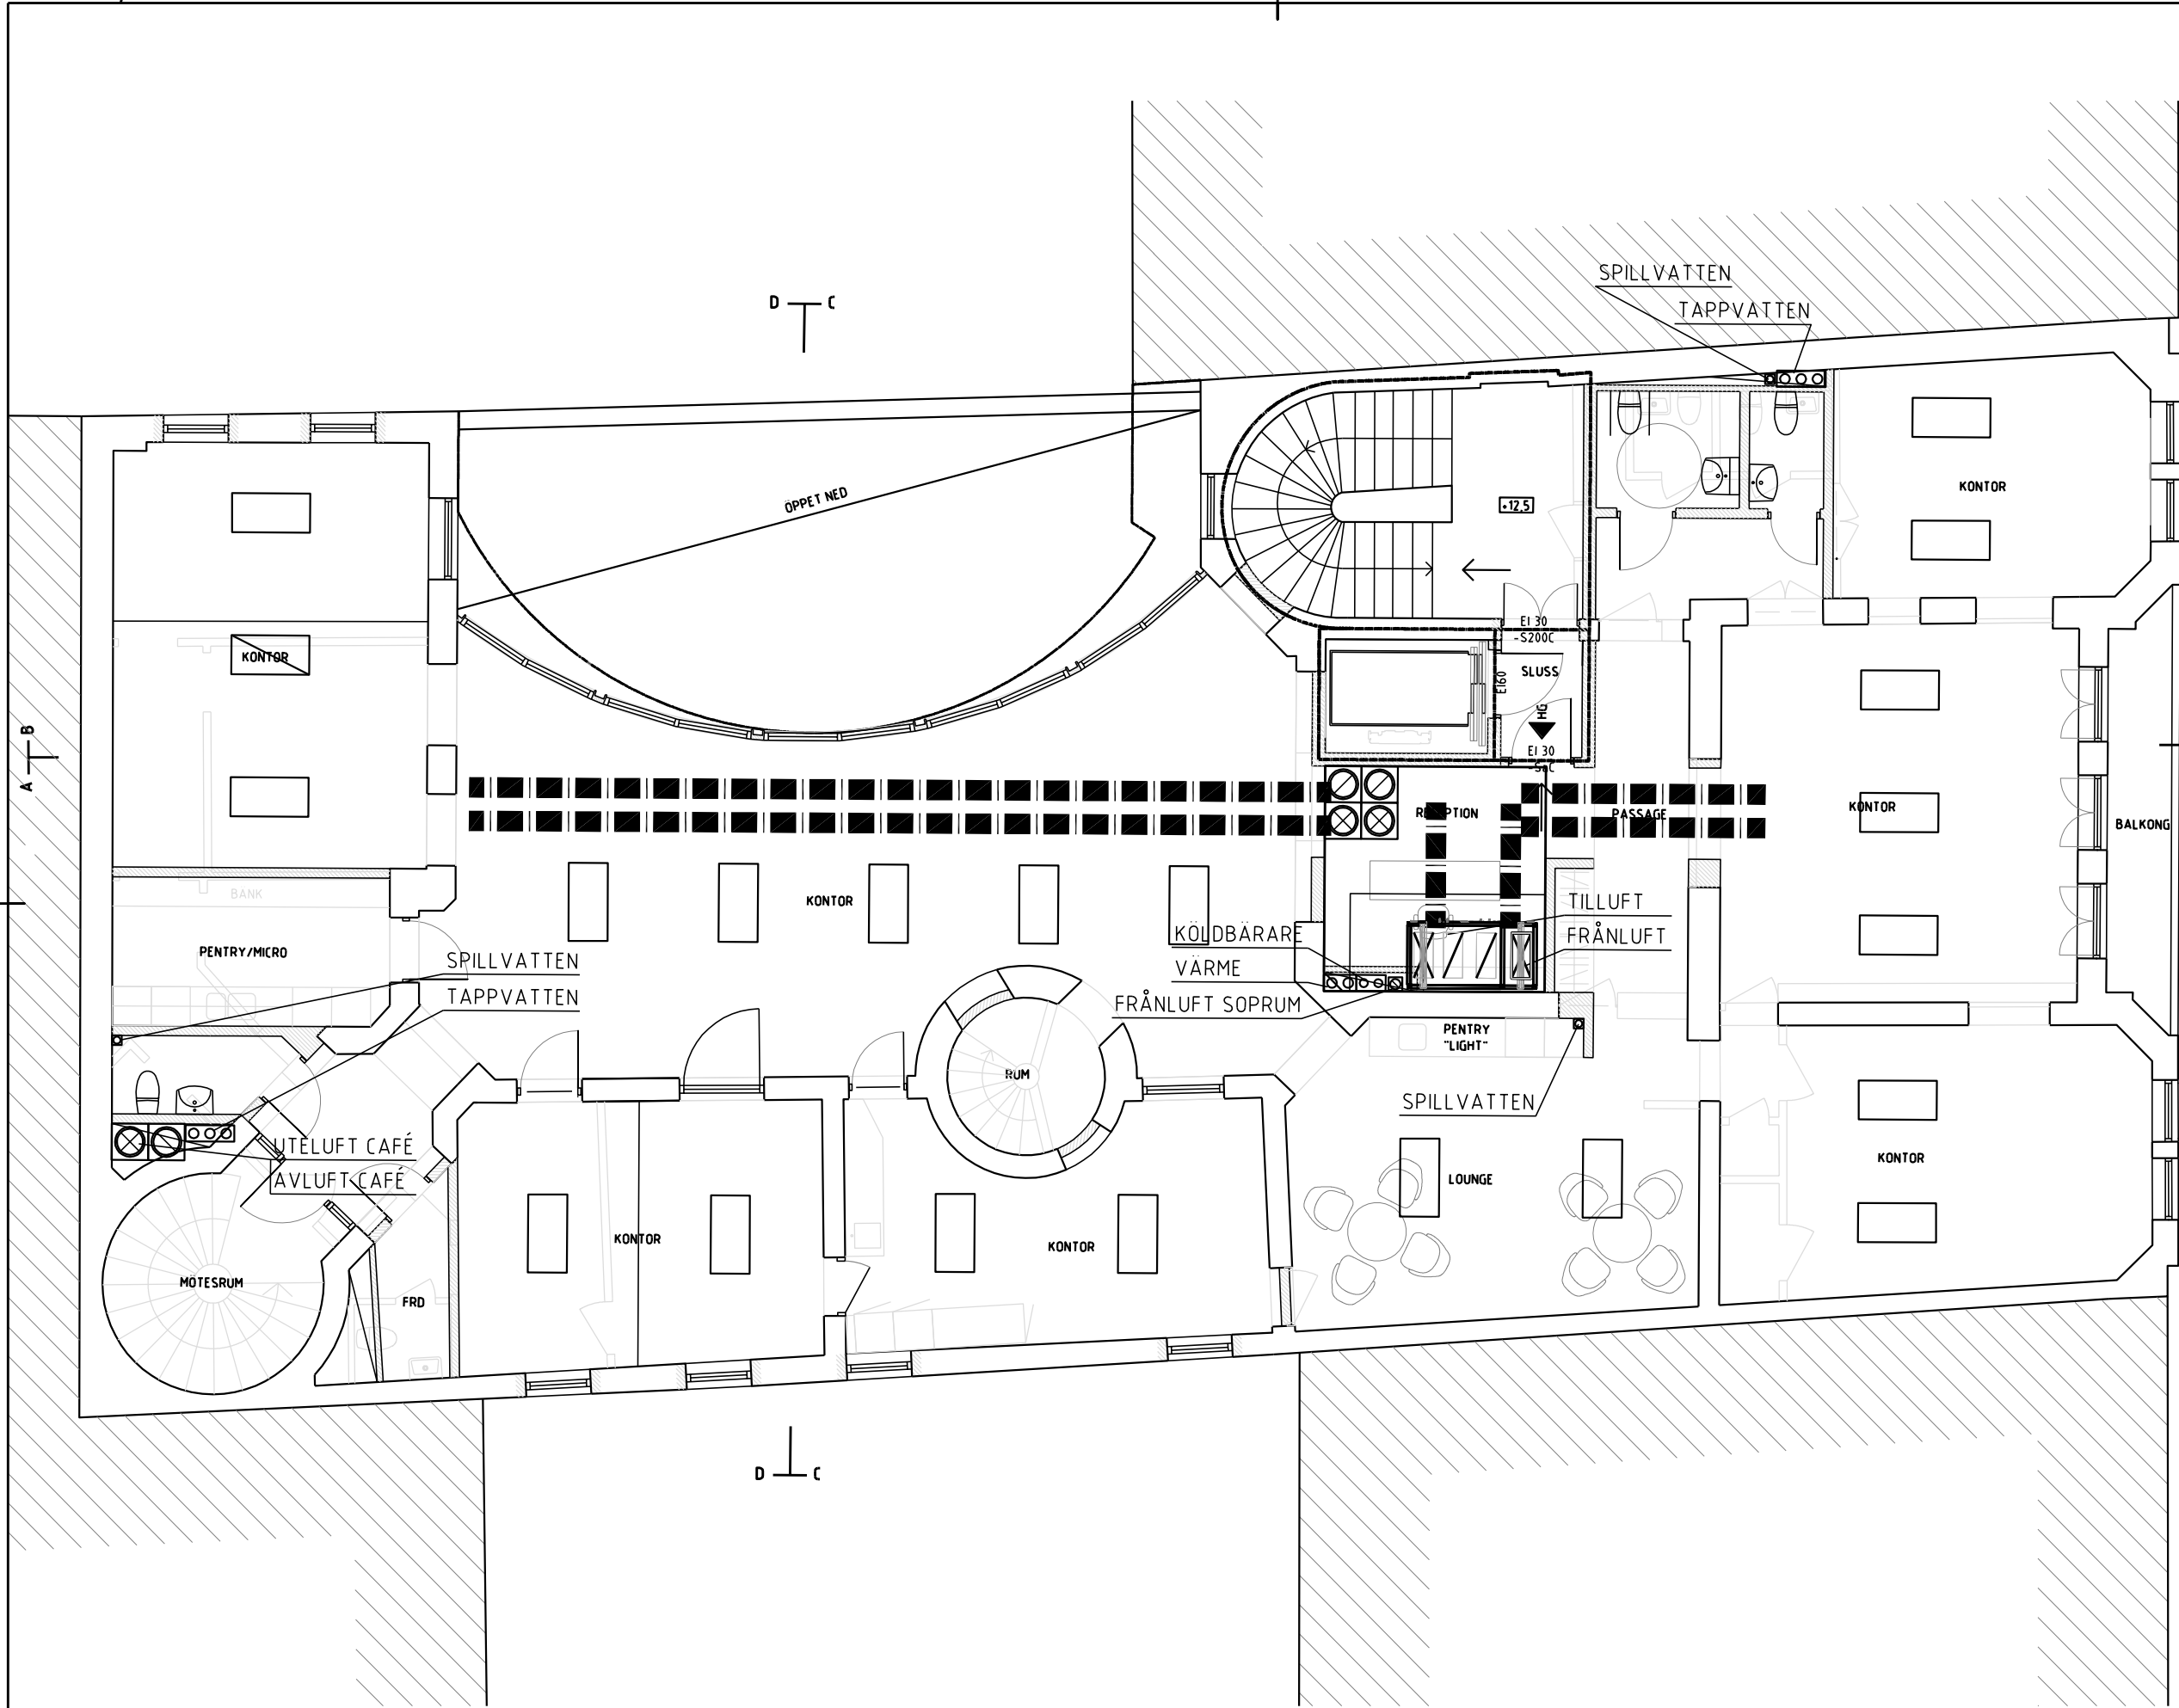 SPILLVATTEN
TAPPVATTEN
D C
KONTOR
ÖPPET NED
+12,5
EI 30
-S200C
KONTOR
SLUSS
EI60
HG
B
A
EI 30
KONTOR
PASSAGE
BALKONG
BANK
KONTOR
TILLUFT
KÖLDBÄRARE
FRÅNLUFT
PENTRY/MICRO
SPILLVATTEN
VÄRME
TAPPVATTEN
FRÅNLUFT SOPRUM
PENTRY
"LIGHT"
RUM
SPILLVATTEN
UTELUFT CAFÉ
KONTOR
AVLUFT CAFÉ
LOUNGE
KONTOR
KONTOR
MÖTESRUM
FRD
D C